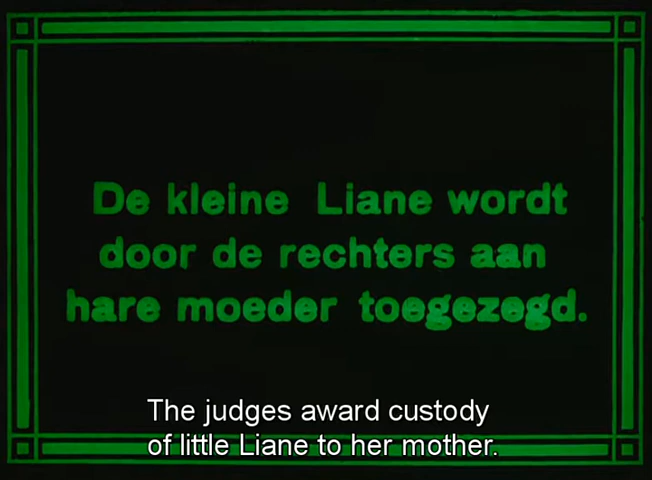 De kleine Liane wordt
door de rechters aan
hare moeder toegezegd.
The judges award custody
of little Liane to her mother.